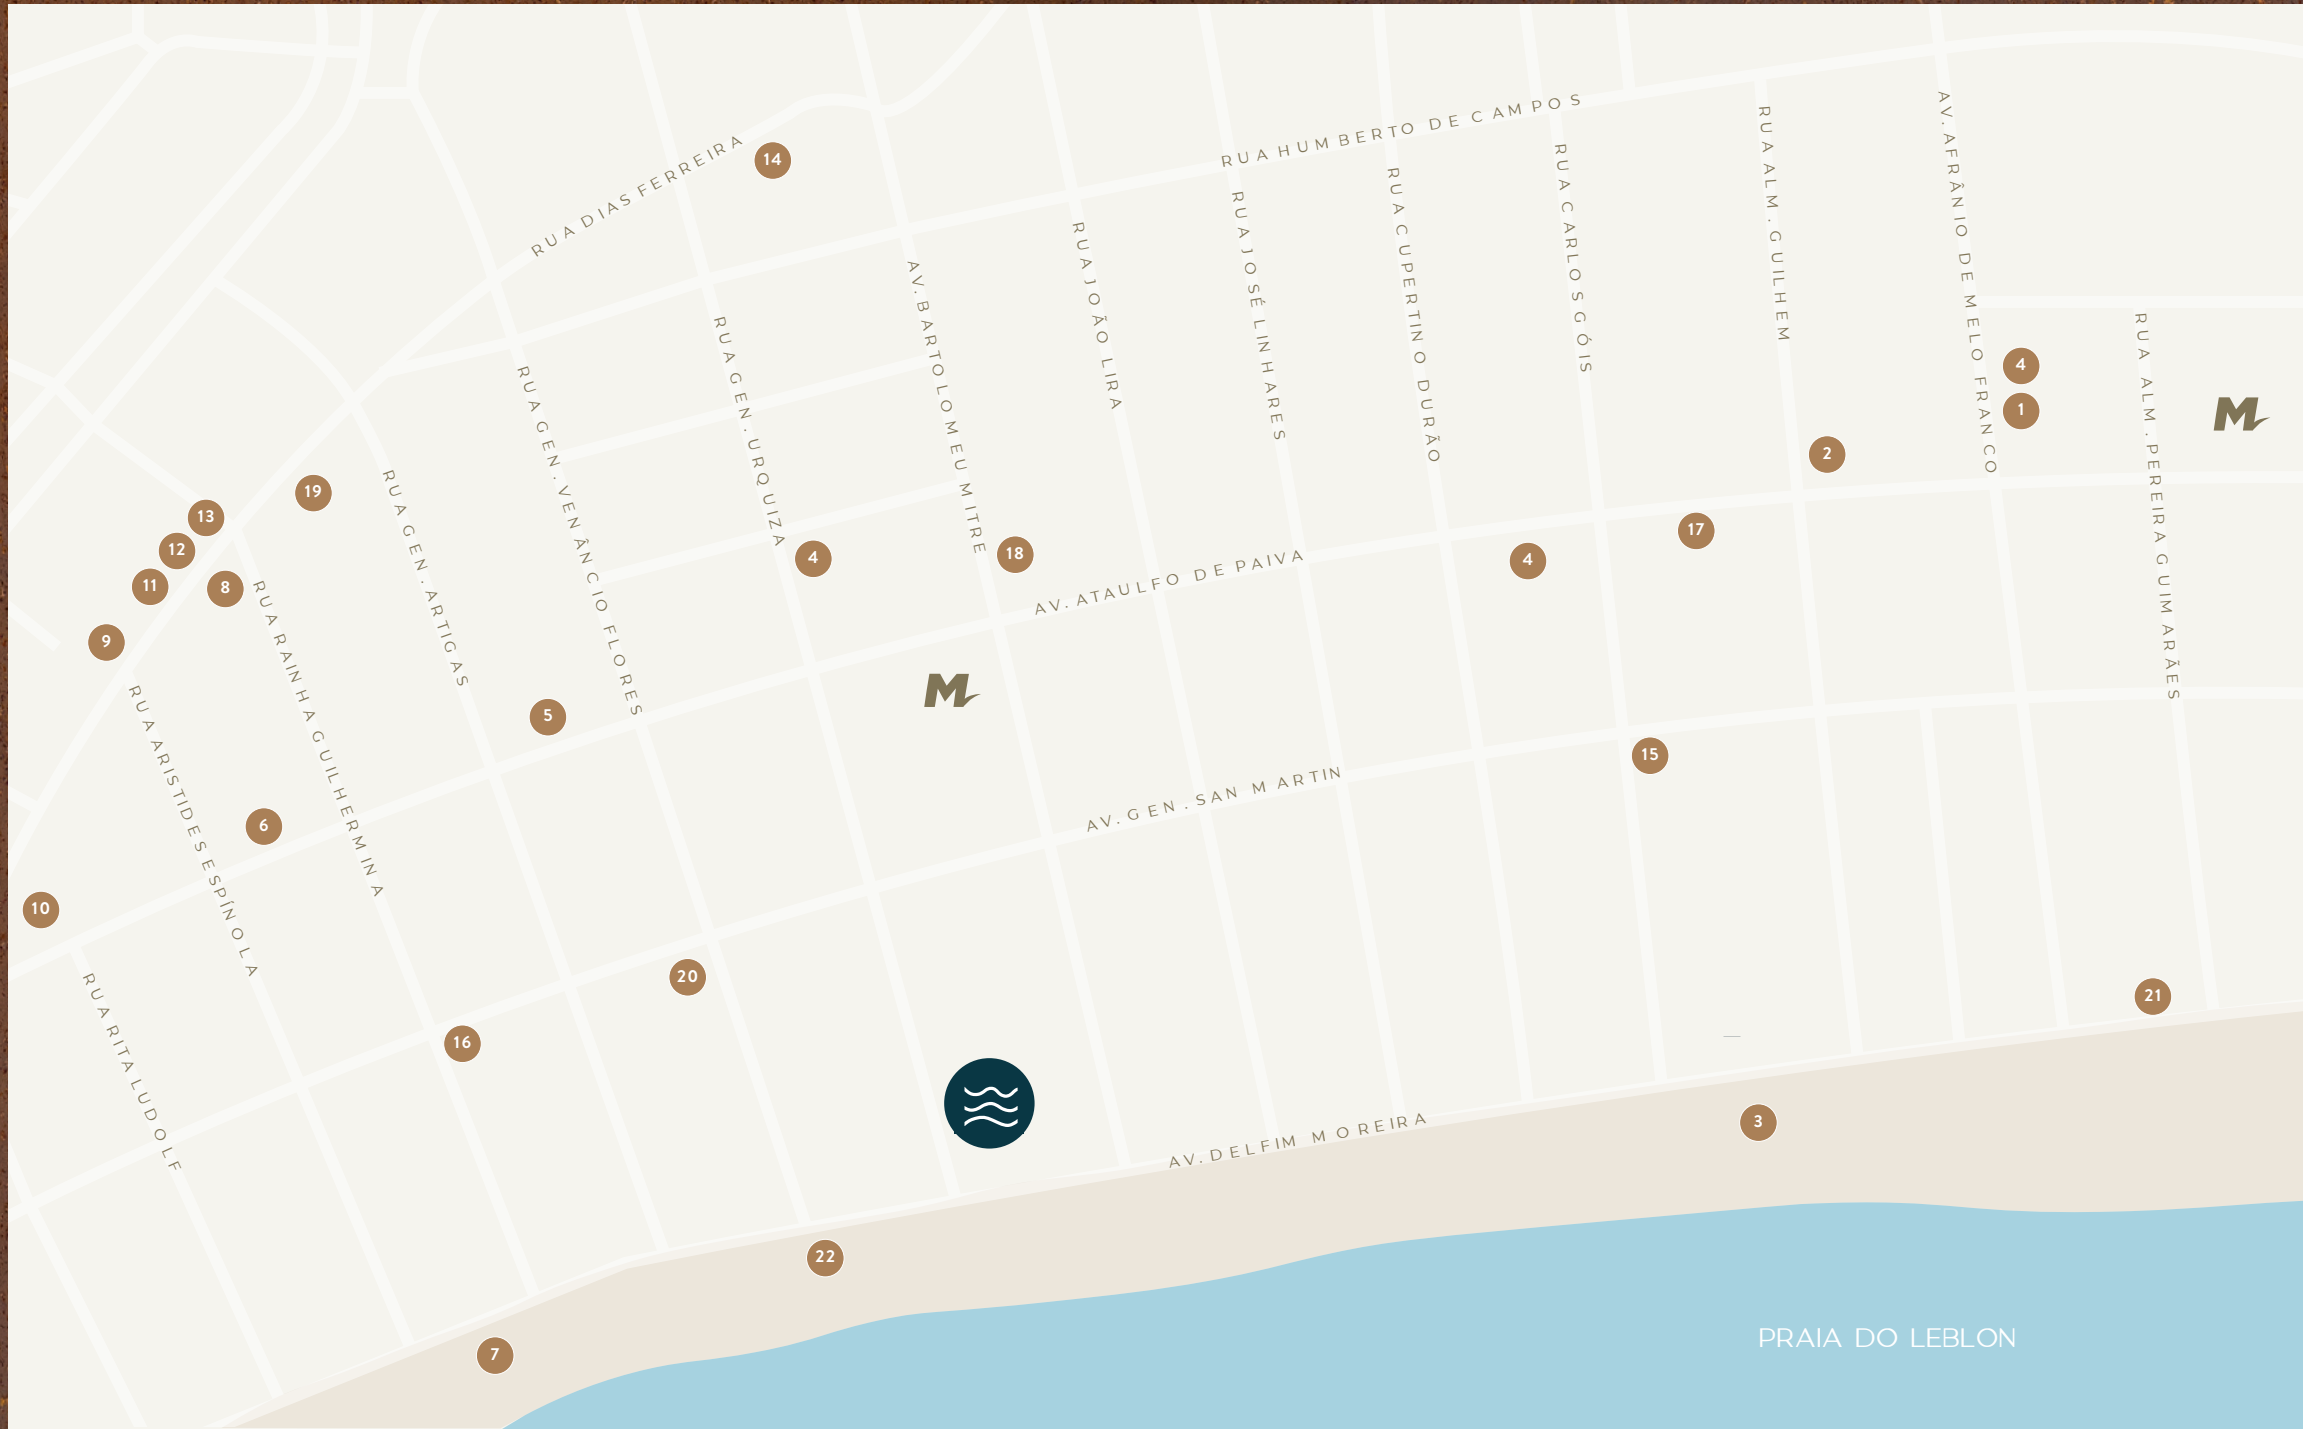 RUA HUMBERTO DE CAMPOS
RUA DIAS FERREIRA
14
AV. AFRÂNIO DE MELO FRANCO
RUA ALM. GUILHEM
RUA CARLOS GÓIS
RUA CUPERTINO DURÃO
RUA JOSÉ LINHARES
RUA JOÃO LIRA
AV. BARTOLOMEU MITRE
RUA GEN. URQUIZA
RUA GEN. VENÂNCIO FLORES
RUA GEN. ARTIGAS
RUA ALM. PEREIRA GUIMARÃES
4
1
M
2
19
13
12
11
8
9
4
18
4
17
AV. ATAULFO DE PAIVA
RUA RAINHA GUILHERMINA
RUA ARISTIDES ESPÍNOLA
M
5
15
AV. GEN. SAN MARTIN
6
10
RUA RITA LUDOLF
20
16
21
3
AV. DELFIM MOREIRA
22
7
PRAIA DO LEBLON